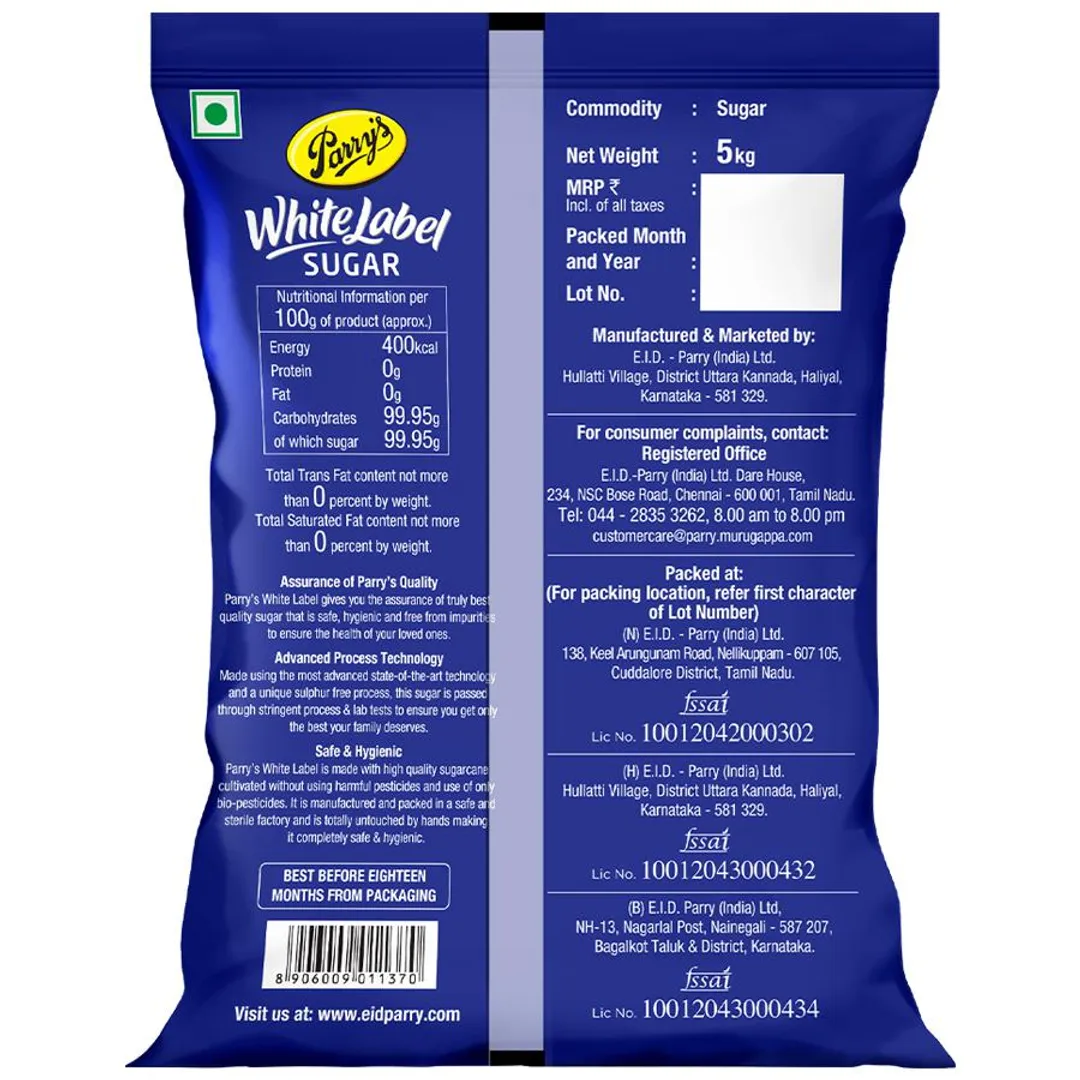 Parry's
White Label
SUGAR
Nutritional Information per
100g of product (approx.)
Energy 400kcal
Protein 0g
Fat 0g
Carbohydrates 99.95g
of which sugar 99.95g
Total Trans Fat content not more
than 0 percent by weight.
Total Saturated Fat content not more
than 0 percent by weight.
Assurance of Parry's Quality
Parry's White Label gives you the assurance of truly best
quality sugar that is safe, hygienic and free from impurities
to ensure the health of your loved ones.
Advanced Process Technology
Made using the most advanced state-of-the-art technology
and a unique sulphur free process, this sugar is passed
through stringent process & lab tests to ensure you get only
the best your family deserves.
Safe & Hygienic
Parry's White Label is made with high quality sugarcane
cultivated without using harmful pesticides and use of only
bio-pesticides. It is manufactured and packed in a safe and
sterile factory and is totally untouched by hands making
it completely safe & hygienic.
BEST BEFORE EIGHTEEN
MONTHS FROM PACKAGING
8 906009 011370
Visit us at: www.eidparry.com
Commodity : Sugar
Net Weight : 5kg
MRP ₹ :
Incl. of all taxes
Packed Month
and Year :
Lot No. :
Manufactured & Marketed by:
E.I.D. - Parry (India) Ltd.
Hullatti Village, District Uttara Kannada, Haliyal,
Karnataka - 581 329.
For consumer complaints, contact:
Registered Office
E.I.D.-Parry (India) Ltd. Dare House,
234, NSC Bose Road, Chennai - 600 001, Tamil Nadu.
Tel: 044 - 2835 3262, 8.00 am to 8.00 pm
customercare@parry.murugappa.com
Packed at:
(For packing location, refer first character
of Lot Number)
(N) E.I.D. - Parry (India) Ltd.
138, Keel Arungunam Road, Nellikuppam - 607 105,
Cuddalore District, Tamil Nadu.
fssai
Lic No. 10012042000302
(H) E.I.D. - Parry (India) Ltd.
Hullatti Village, District Uttara Kannada, Haliyal,
Karnataka - 581 329.
fssai
Lic No. 10012043000432
(B) E.I.D. Parry (India) Ltd,
NH-13, Nagarlal Post, Nainegali - 587 207,
Bagalkot Taluk & District, Karnataka.
fssai
Lic No. 10012043000434